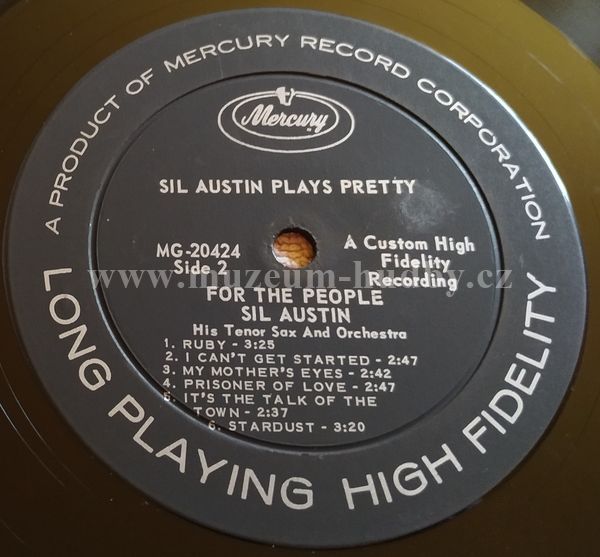 A PRODUCT OF MERCURY RECORD CORPORATION
Mercury
SIL AUSTIN PLAYS PRETTY
MG-20424
Side 2
A Custom High
Fidelity
Recording
www.muzeum-hudby.cz
FOR THE PEOPLE
SIL AUSTIN
His Tenor Sax And Orchestra
1. RUBY - 3:25
2. I CAN'T GET STARTED - 2:47
3. MY MOTHER'S EYES - 2:42
4. PRISONER OF LOVE - 2:47
5. IT'S THE TALK OF THE
TOWN - 2:37
6. STARDUST - 3:20
LONG PLAYING HIGH FIDELITY